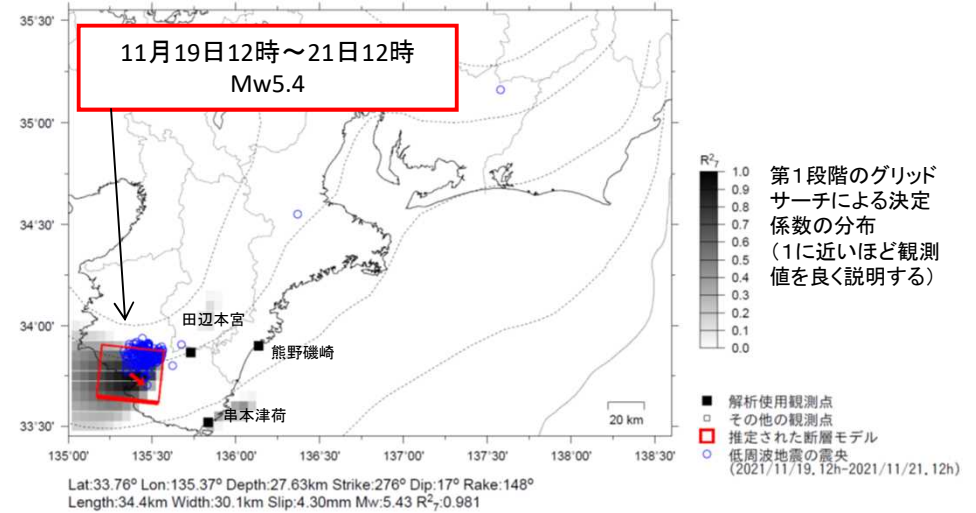 35˚30'
11月19日12時～21日12時
Mw5.4
35˚00'
34˚30'
34˚00'
33˚30'
田辺本宮
熊野磯崎
串本津荷
20 km
135˚00'
135˚30'
136˚00'
136˚30'
137˚00'
137˚30'
138˚00'
138˚30'
R²₇
1.0
0.9
0.8
0.7
0.6
0.5
0.4
0.3
0.2
0.1
0.0
第１段階のグリッド
サーチによる決定
係数の分布
（１に近いほど観測
値を良く説明する）
解析使用観測点
その他の観測点
推定された断層モデル
低周波地震の震央
(2021/11/19,12h-2021/11/21,12h)
Lat:33.76° Lon:135.37° Depth:27.63km Strike:276° Dip:17° Rake:148°
Length:34.4km Width:30.1km Slip:4.30mm Mw:5.43 R²₇:0.981